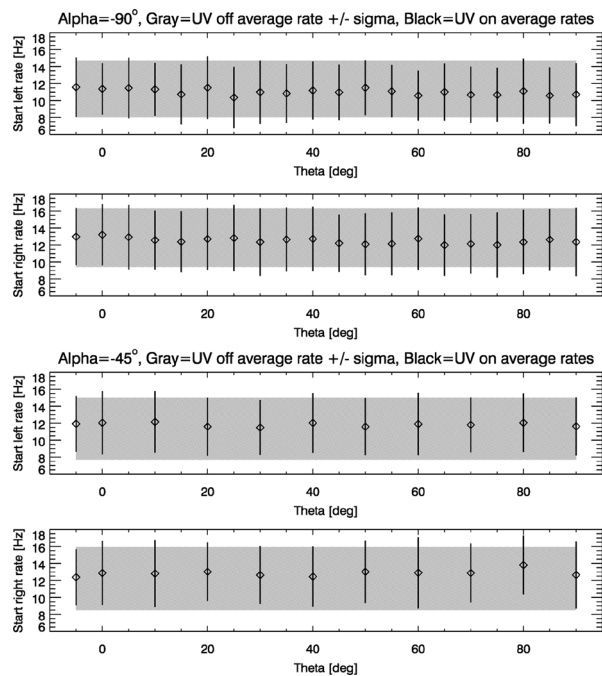 Alpha=-90°, Gray=UV off average rate +/- sigma, Black=UV on average rates
Start left rate [Hz]
18
16
14
12
10
8
6
0 20 40 60 80
Theta [deg]
Start right rate [Hz]
18
16
14
12
10
8
6
0 20 40 60 80
Theta [deg]
Alpha=-45°, Gray=UV off average rate +/- sigma, Black=UV on average rates
Start left rate [Hz]
18
16
14
12
10
8
6
0 20 40 60 80
Theta [deg]
Start right rate [Hz]
18
16
14
12
10
8
6
0 20 40 60 80
Theta [deg]